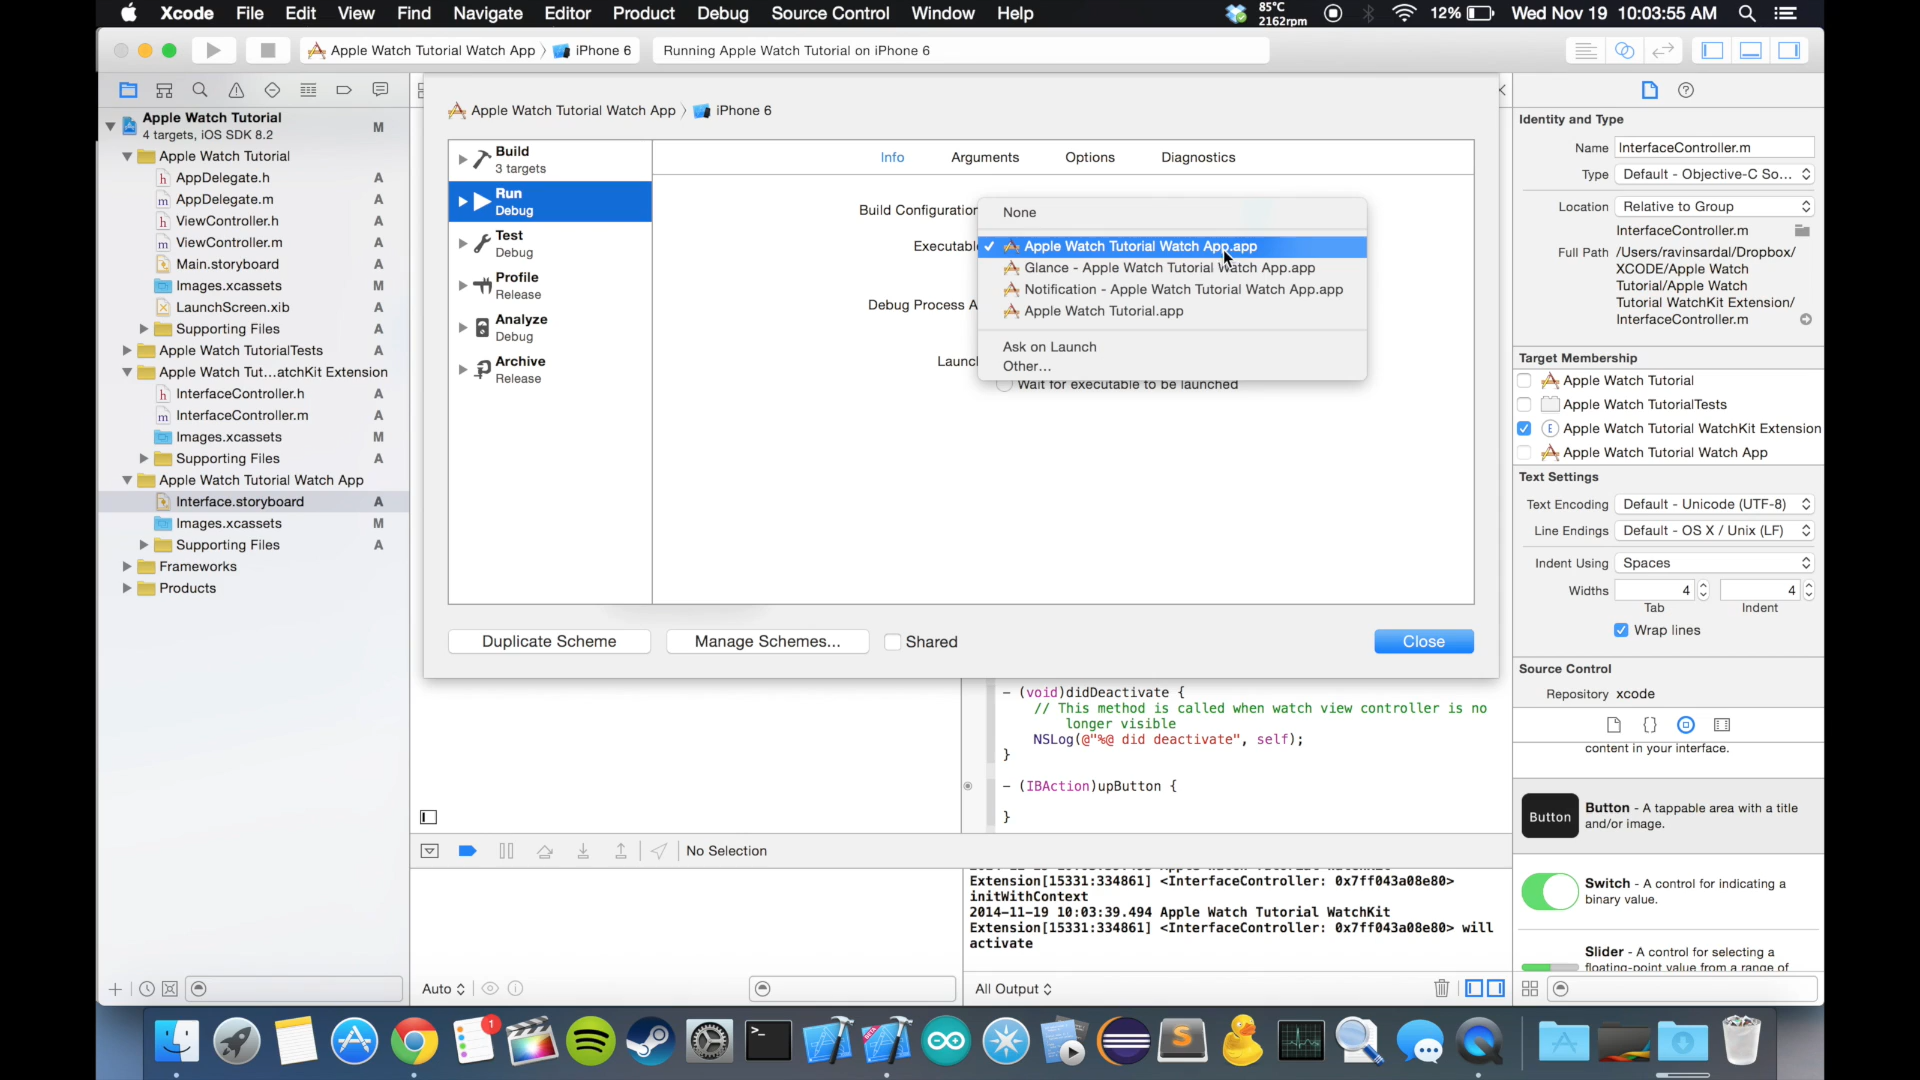 Xcode File Edit View Find Navigate Editor Product Debug Source Control Window Help
85°C
2162rpm
12% Wed Nov 19 10:03:55 AM
Apple Watch Tutorial Watch App iPhone 6
Running Apple Watch Tutorial on iPhone 6
Apple Watch Tutorial
4 targets, iOS SDK 8.2
M
Apple Watch Tutorial
AppDelegate.h A
AppDelegate.m A
ViewController.h A
ViewController.m A
Main.storyboard A
Images.xcassets A
LaunchScreen.xib A
Supporting Files A
Apple Watch TutorialTests A
Apple Watch Tut...atchKit Extension
InterfaceController.h A
InterfaceController.m A
Images.xcassets M
Supporting Files A
Apple Watch Tutorial Watch App
Interface.storyboard A
Images.xcassets M
Supporting Files A
Frameworks
Products
Apple Watch Tutorial Watch App iPhone 6
Build
3 targets
Run
Debug
Test
Debug
Profile
Release
Analyze
Debug
Archive
Release
Info Arguments Options Diagnostics
Build Configuration
Executable
Debug Process A
Launc
None
Apple Watch Tutorial Watch App.app
Glance - Apple Watch Tutorial Watch App.app
Notification - Apple Watch Tutorial Watch App.app
Apple Watch Tutorial.app
Ask on Launch
Other...
Wait for executable to be launched
Duplicate Scheme Manage Schemes... Shared Close
- (void)didDeactivate {
// This method is called when watch view controller is no
longer visible
NSLog(@"%@ did deactivate", self);
}
- (IBAction)upButton {
}
No Selection
Extension[15331:334861] <InterfaceController: 0x7ff043a08e80>
initWithContext
2014-11-19 10:03:39.494 Apple Watch Tutorial WatchKit
Extension[15331:334861] <InterfaceController: 0x7ff043a08e80> will
activate
Auto
All Output
Identity and Type
Name InterfaceController.m
Type Default - Objective-C So...
Location Relative to Group
InterfaceController.m
Full Path /Users/ravinsardal/Dropbox/
XCODE/Apple Watch
Tutorial/Apple Watch
Tutorial WatchKit Extension/
InterfaceController.m
Target Membership
Apple Watch Tutorial
Apple Watch TutorialTests
E Apple Watch Tutorial WatchKit Extension
Apple Watch Tutorial Watch App
Text Settings
Text Encoding Default - Unicode (UTF-8)
Line Endings Default - OS X / Unix (LF)
Indent Using Spaces
Widths 4 4
Tab Indent
Wrap lines
Source Control
Repository xcode
content in your interface.
Button
Button - A tappable area with a title
and/or image.
Switch - A control for indicating a
binary value.
Slider - A control for selecting a
floating-point value from a range of
1